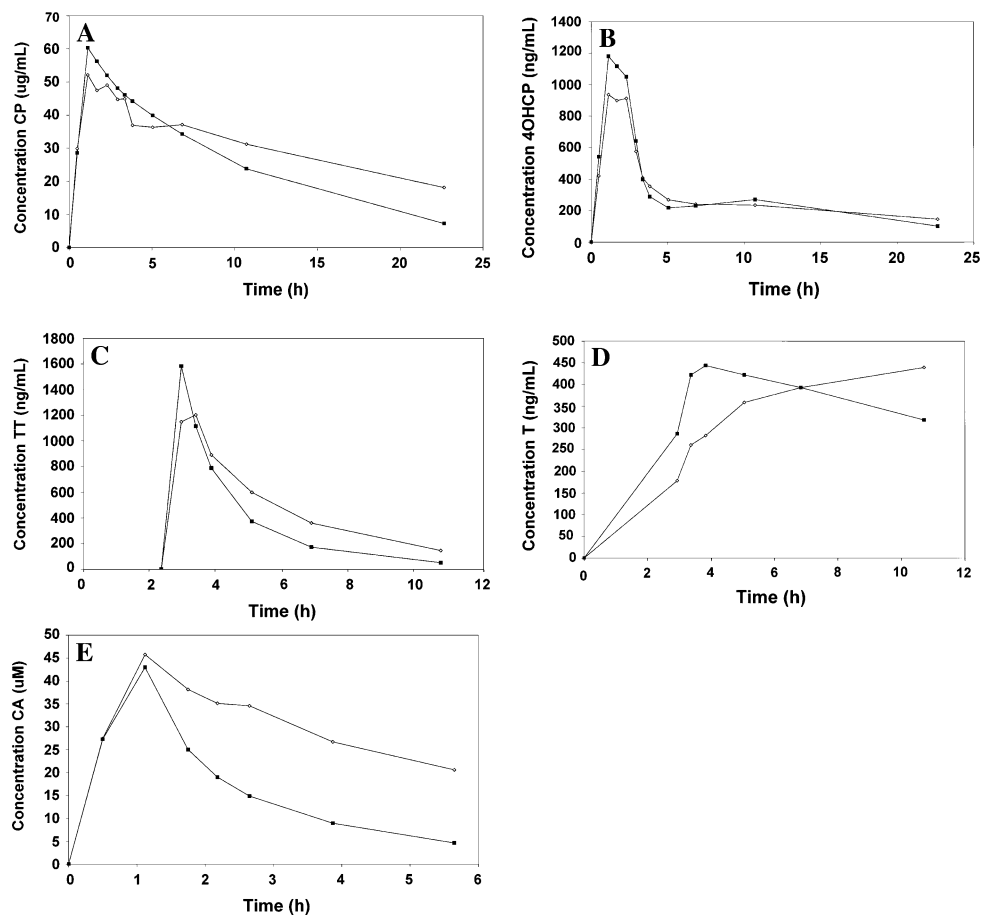 A
Concentration CP (ug/mL)
70
60
50
40
30
20
10
0
0 5 10 15 20 25
Time (h)
B
Concentration 4OHCP (ng/mL)
1400
1200
1000
800
600
400
200
0
0 5 10 15 20 25
Time (h)
C
Concentration TT (ng/mL)
1800
1600
1400
1200
1000
800
600
400
200
0
0 2 4 6 8 10 12
Time (h)
D
Concentration T (ng/mL)
500
450
400
350
300
250
200
150
100
50
0
0 2 4 6 8 10 12
Time (h)
E
Concentration CA (uM)
50
45
40
35
30
25
20
15
10
5
0
0 1 2 3 4 5 6
Time (h)